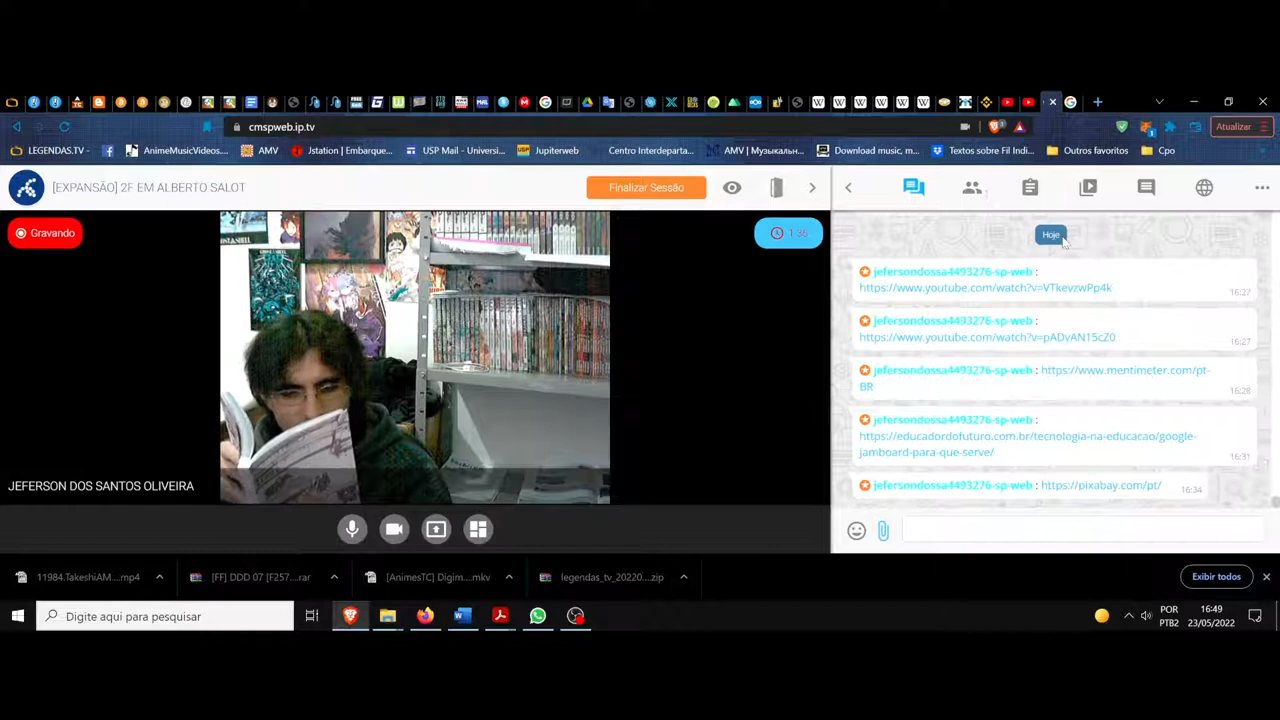 cmspweb.ip.tv
Atualizar
LEGENDAS.TV -
AnimeMusicVideos...
AMV
Jstation | Embarque...
USP Mail - Universi...
Jupiterweb
Centro Interdeparta...
AMV | Музыкальн...
Download music, m...
Textos sobre Fil Indi...
Outros favoritos
Cpo
[EXPANSÃO] 2F EM ALBERTO SALOT
Finalizar Sessão
Gravando
1:36
JEFERSON DOS SANTOS OLIVEIRA
Hoje
jefersondossa4493276-sp-web :
https://www.youtube.com/watch?v=VTkevzwPp4k
16:27
jefersondossa4493276-sp-web :
https://www.youtube.com/watch?v=pADvAN15cZ0
16:27
jefersondossa4493276-sp-web : https://www.mentimeter.com/pt-
BR
16:28
jefersondossa4493276-sp-web :
https://educadordofuturo.com.br/tecnologia-na-educacao/google-
jamboard-para-que-serve/
16:31
jefersondossa4493276-sp-web : https://pixabay.com/pt/
16:34
11984.TakeshiAM....mp4
[FF] DDD 07 [F257....rar
[AnimesTC] Digim....mkv
legendas_tv_20220....zip
Exibir todos
Digite aqui para pesquisar
POR
PTB2
16:49
23/05/2022